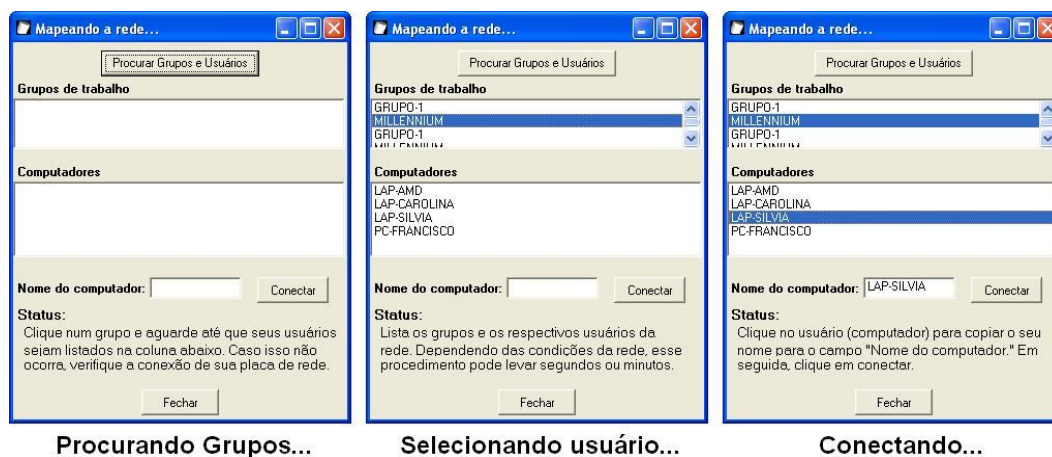 Mapeando a rede...
Procurar Grupos e Usuários
Grupos de trabalho
Computadores
Nome do computador:
Conectar
Status:
Clique num grupo e aguarde até que seus usuários
sejam listados na coluna abaixo. Caso isso não
ocorra, verifique a conexão de sua placa de rede.
Fechar
Procurando Grupos...
Mapeando a rede...
Procurar Grupos e Usuários
Grupos de trabalho
GRUPO-1
MILLENNIUM
GRUPO-1
MILLENNIUM
Computadores
LAP-AMD
LAP-CAROLINA
LAP-SILVIA
PC-FRANCISCO
Nome do computador:
Conectar
Status:
Lista os grupos e os respectivos usuários da
rede. Dependendo das condições da rede, esse
procedimento pode levar segundos ou minutos.
Fechar
Selecionando usuário...
Mapeando a rede...
Procurar Grupos e Usuários
Grupos de trabalho
GRUPO-1
MILLENNIUM
GRUPO-1
MILLENNIUM
Computadores
LAP-AMD
LAP-CAROLINA
LAP-SILVIA
PC-FRANCISCO
Nome do computador: LAP-SILVIA
Conectar
Status:
Clique no usuário (computador) para copiar o seu
nome para o campo "Nome do computador." Em
seguida, clique em conectar.
Fechar
Conectando...